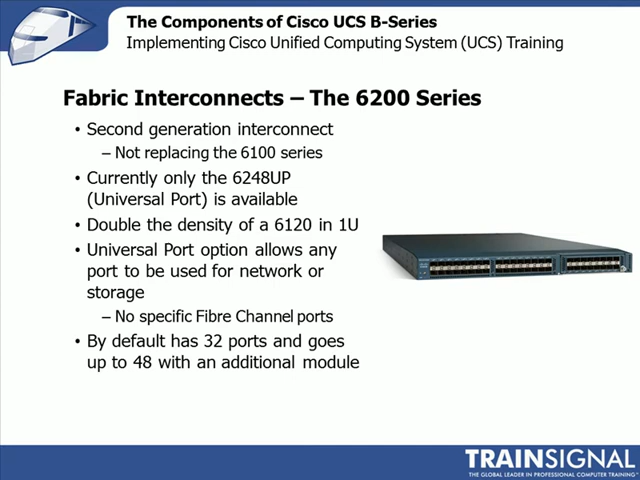 The Components of Cisco UCS B-Series
Implementing Cisco Unified Computing System (UCS) Training
Fabric Interconnects – The 6200 Series
• Second generation interconnect
– Not replacing the 6100 series
• Currently only the 6248UP
(Universal Port) is available
• Double the density of a 6120 in 1U
• Universal Port option allows any
port to be used for network or
storage
– No specific Fibre Channel ports
• By default has 32 ports and goes
up to 48 with an additional module
TRAINSIGNAL
THE GLOBAL LEADER IN PROFESSIONAL COMPUTER TRAINING